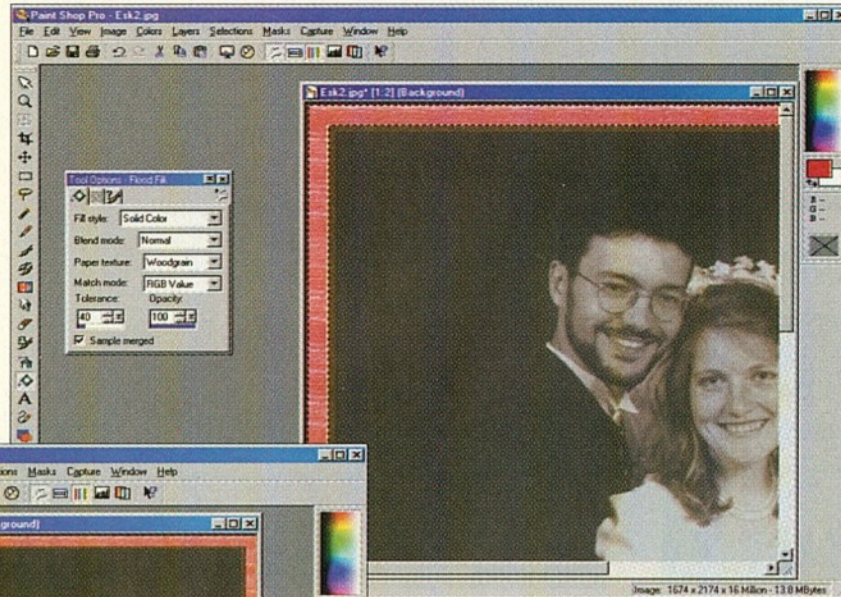 Paint Shop Pro - Esk2.jpg
File Edit View Image Colors Layers Selections Masks Capture Window Help
Esk2.jpg* [1:2] (Background)
Tool Options - Flood Fill
Fill style: Solid Color
Blend mode: Normal
Paper texture: Woodgrain
Match mode: RGB Value
Tolerance: Opacity:
40 100
Sample merged
R --
G --
B --
A
Image: 1674 x 2174 x 16 Million - 13.8 MBytes
ions Masks Capture Window Help
ground)